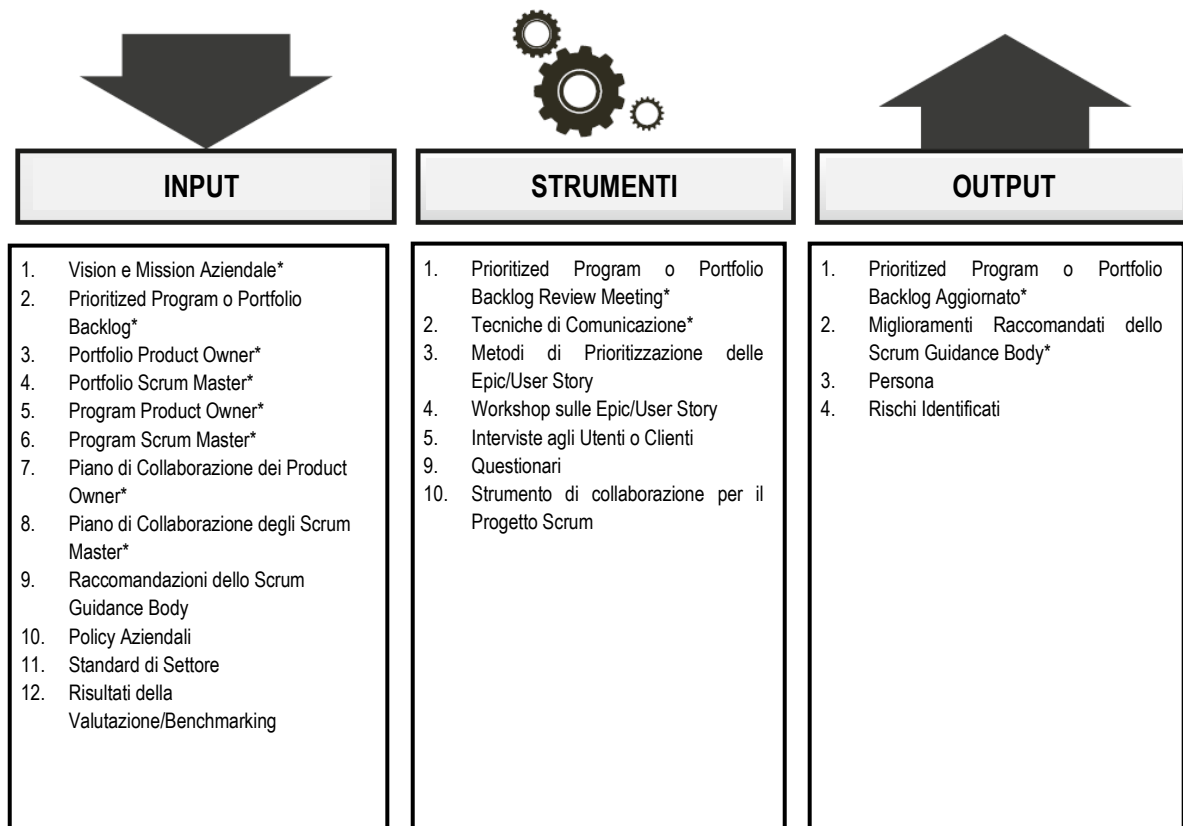 INPUT
1. Vision e Mission Aziendale*
2. Prioritized Program o Portfolio
Backlog*
3. Portfolio Product Owner*
4. Portfolio Scrum Master*
5. Program Product Owner*
6. Program Scrum Master*
7. Piano di Collaborazione dei Product
Owner*
8. Piano di Collaborazione degli Scrum
Master*
9. Raccomandazioni dello Scrum
Guidance Body
10. Policy Aziendali
11. Standard di Settore
12. Risultati della
Valutazione/Benchmarking
STRUMENTI
1. Prioritized Program o Portfolio
Backlog Review Meeting*
2. Tecniche di Comunicazione*
3. Metodi di Prioritizzazione delle
Epic/User Story
4. Workshop sulle Epic/User Story
5. Interviste agli Utenti o Clienti
9. Questionari
10. Strumento di collaborazione per il
Progetto Scrum
OUTPUT
1. Prioritized Program o Portfolio
Backlog Aggiornato*
2. Miglioramenti Raccomandati dello
Scrum Guidance Body*
3. Persona
4. Rischi Identificati